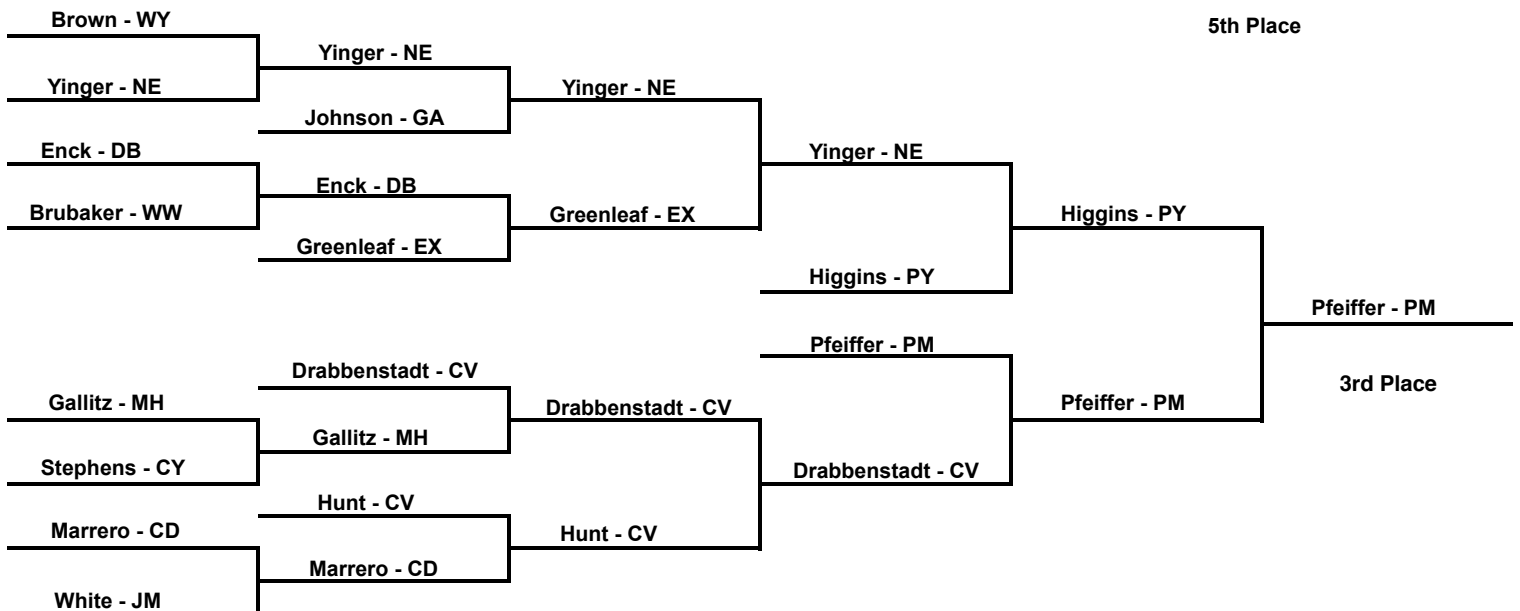 Brown - WY
5th Place
Yinger - NE
Yinger - NE
Yinger - NE
Johnson - GA
Enck - DB
Yinger - NE
Enck - DB
Brubaker - WW
Greenleaf - EX
Higgins - PY
Greenleaf - EX
Higgins - PY
Pfeiffer - PM
Pfeiffer - PM
Drabbenstadt - CV
3rd Place
Gallitz - MH
Drabbenstadt - CV
Pfeiffer - PM
Gallitz - MH
Stephens - CY
Drabbenstadt - CV
Hunt - CV
Marrero - CD
Hunt - CV
Marrero - CD
White - JM